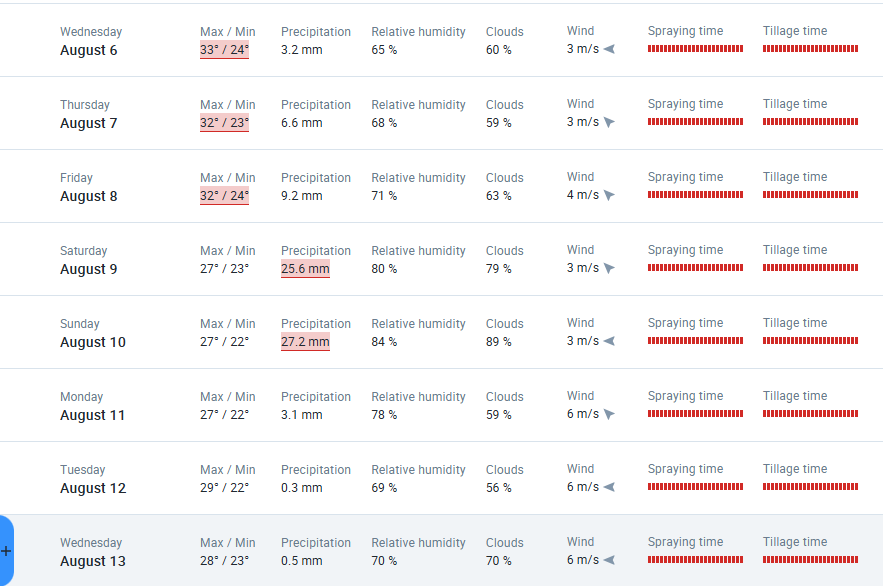 Wednesday Max / Min Precipitation Relative humidity Clouds Wind Spraying time Tillage time
August 6 33° / 24° 3.2 mm 65 % 60 % 3 m/s
Thursday Max / Min Precipitation Relative humidity Clouds Wind Spraying time Tillage time
August 7 32° / 23° 6.6 mm 68 % 59 % 3 m/s
Friday Max / Min Precipitation Relative humidity Clouds Wind Spraying time Tillage time
August 8 32° / 24° 9.2 mm 71 % 63 % 4 m/s
Saturday Max / Min Precipitation Relative humidity Clouds Wind Spraying time Tillage time
August 9 27° / 23° 25.6 mm 80 % 79 % 3 m/s
Sunday Max / Min Precipitation Relative humidity Clouds Wind Spraying time Tillage time
August 10 27° / 22° 27.2 mm 84 % 89 % 3 m/s
Monday Max / Min Precipitation Relative humidity Clouds Wind Spraying time Tillage time
August 11 27° / 22° 3.1 mm 78 % 59 % 6 m/s
Tuesday Max / Min Precipitation Relative humidity Clouds Wind Spraying time Tillage time
August 12 29° / 22° 0.3 mm 69 % 56 % 6 m/s
Wednesday Max / Min Precipitation Relative humidity Clouds Wind Spraying time Tillage time
+ August 13 28° / 23° 0.5 mm 70 % 70 % 6 m/s